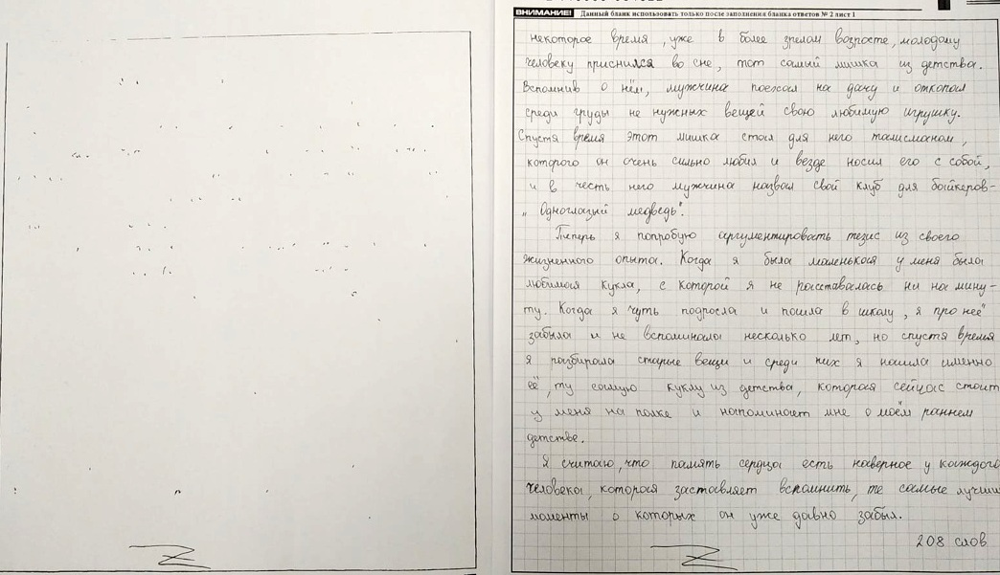 ВНИМАНИЕ! Данный бланк использовать только после заполнения бланка ответов № 2 лист 1
некоторое время, уже в более зрелом возрасте, молодому
человеку приснился во сне, тот самый мишка из детства.
Вспомнив о нём, мужчина поехал на дачу и откопал
среди груды не нужных вещей свою любимую игрушку.
Спустя время этот мишка стал для него талисманом,
которого он очень сильно любил и везде носил его с собой,
и в честь него мужчина назвал свой клуб для байкеров-
„Одноглазый медведь".
Теперь я попробую аргументировать тезис из своего
жизненного опыта. Когда я была маленькая у меня была
любимая кукла, с которой я не расставалась ни на мину-
ту. Когда я чуть подросла и пошла в школу, я про неё
забыла и не вспоминала несколько лет, но спустя время
я разбирала старые вещи и среди них я нашла именно
её, ту самую куклу из детства, которая сейчас стоит
у меня на полке и напоминает мне о моём раннем
детстве.
Я считаю, что память сердца есть наверное у каждого
человека, которая заставляет вспомнить, те самые лучшие
моменты о которых он уже давно забыл.
208 слов
Z
Z